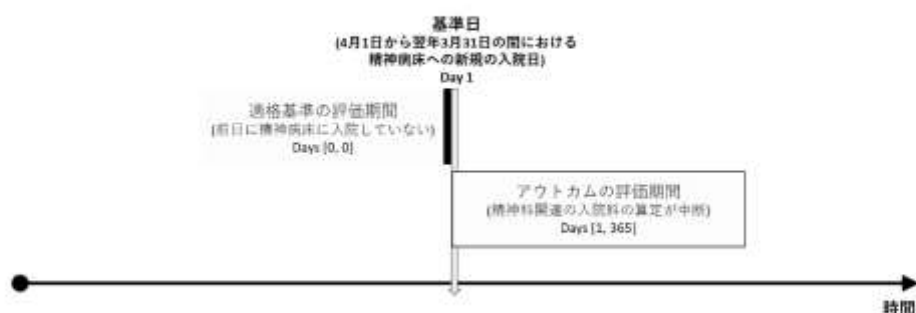 基準日
(4月1日から翌年3月31日の間における
精神病床への新規の入院日)
Day 1
適格基準の評価期間
(前日に精神病床に入院していない)
Days [0, 0]
アウトカムの評価期間
(精神科関連の入院料の算定が中断)
Days [1, 365]
時間